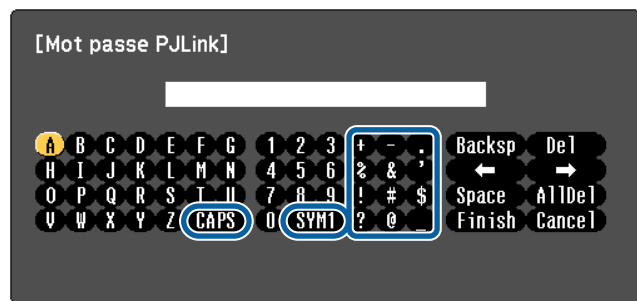 [Mot passe PJLink]
A B C D E F G 1 2 3 + - . Backsp Del
H I J K L M N 4 5 6 % & ' ← →
O P Q R S T U 7 8 9 ! # $ Space AllDel
V W X Y Z CAPS 0 SYM1 ? @ _ Finish Cancel